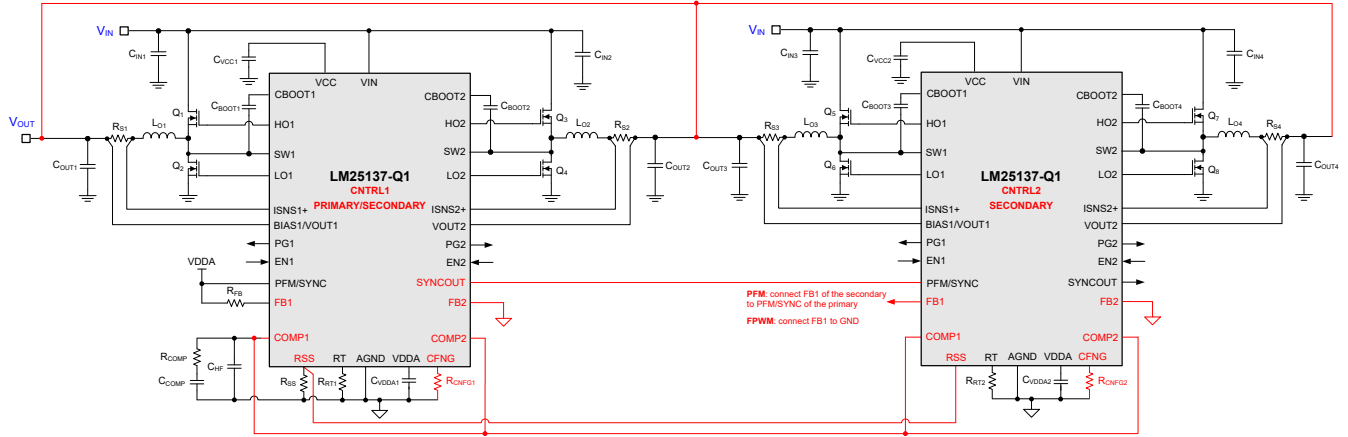 VIN
CIN1
CVCC1
CIN2
VCC
VIN
CBOOT1
CBOOT1
CBOOT2
CBOOT2
Q1
HO1
HO2
Q3
VOUT
RS1
LO1
LO2
RS2
SW1
SW2
COUT1
Q2
LO1
LO2
Q4
COUT2
LM25137-Q1
CNTRL1
PRIMARY/SECONDARY
ISNS1+
ISNS2+
BIAS1/VOUT1
VOUT2
PG1
PG2
VDDA
EN1
EN2
PFM/SYNC
SYNCOUT
RFB
FB1
FB2
COMP1
COMP2
RCOMP
CHF
CCOMP
RSS
RT
AGND
VDDA
CFNG
RSS
RRT1
CVDDA1
RCNFG1
PFM: connect FB1 of the secondary
to PFM/SYNC of the primary
FPWM: connect FB1 to GND
VIN
CIN3
CVCC2
CIN4
VCC
VIN
CBOOT1
CBOOT3
CBOOT2
CBOOT4
Q5
HO1
HO2
Q7
RS3
LO3
LO4
RS4
SW1
SW2
COUT3
Q6
LO1
LO2
Q8
COUT4
LM25137-Q1
CNTRL2
SECONDARY
ISNS1+
ISNS2+
BIAS1/VOUT1
VOUT2
PG1
PG2
EN1
EN2
PFM/SYNC
SYNCOUT
FB1
FB2
COMP1
COMP2
RSS
RT
AGND
VDDA
CFNG
RRT2
CVDDA2
RCNFG2